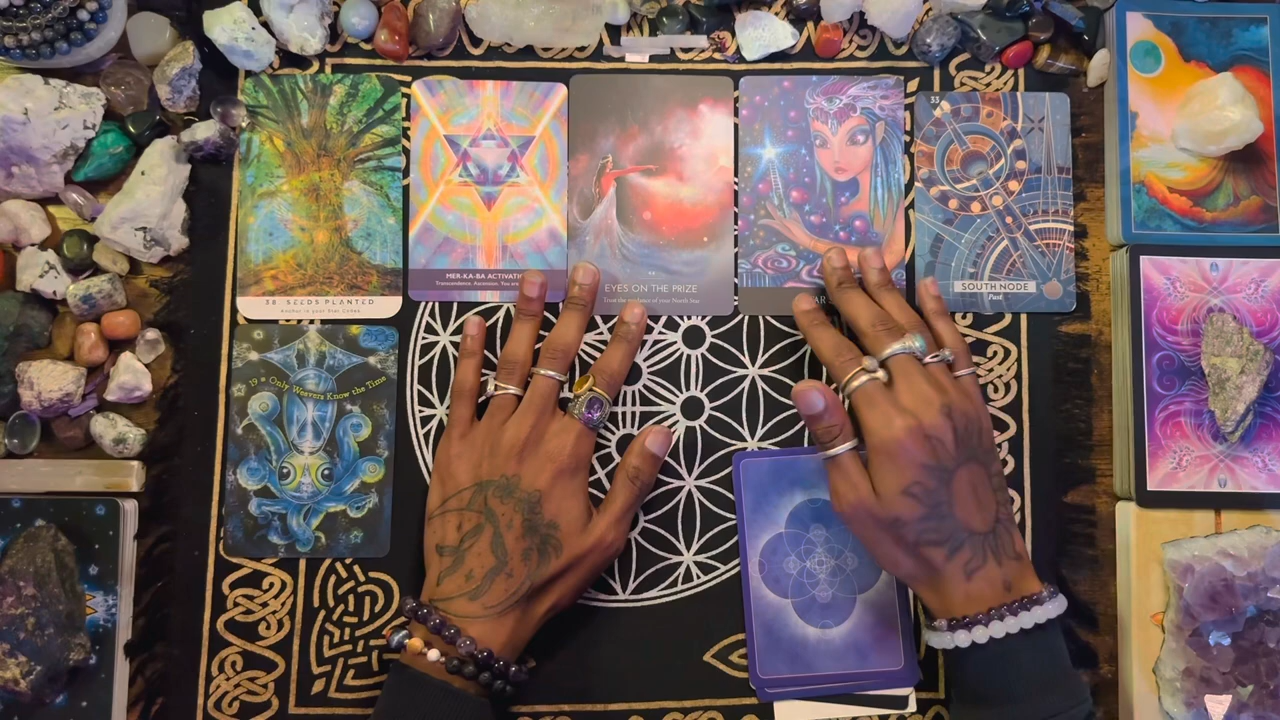 38 SEEDS PLANTED
Anchor in your Star Codes
MER-KA-BA ACTIVATI
Transcendence. Ascension. You are
EYES ON THE PRIZE
Trust the guidance of your North Star
33
SOUTH NODE
Past
19 ≈ Only Weavers Know the Time